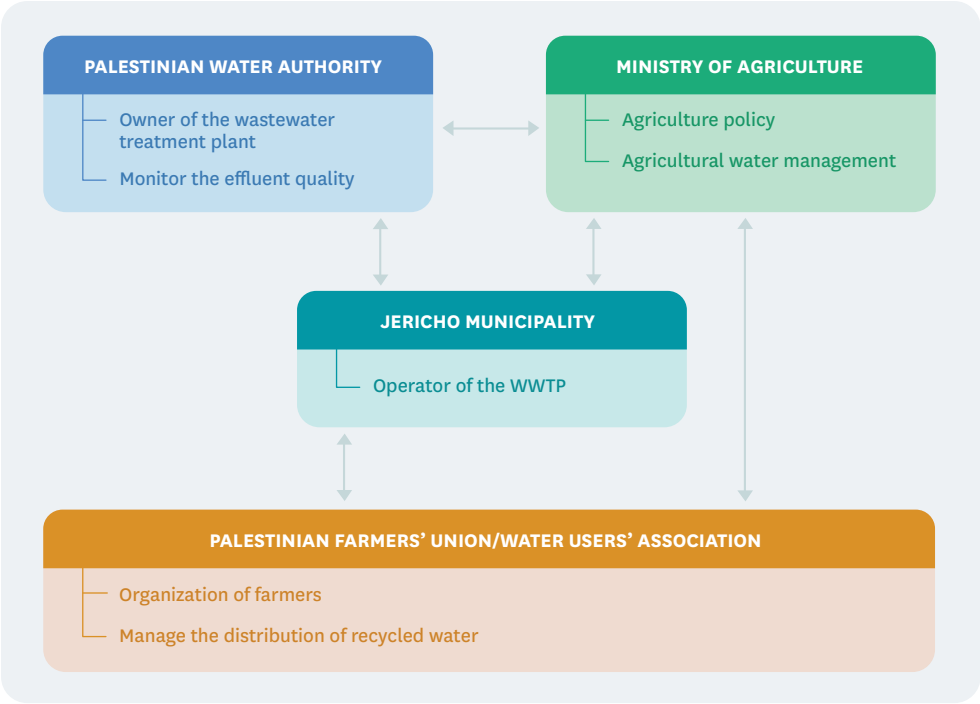 PALESTINIAN WATER AUTHORITY
Owner of the wastewater
treatment plant
Monitor the effluent quality
MINISTRY OF AGRICULTURE
Agriculture policy
Agricultural water management
JERICHO MUNICIPALITY
Operator of the WWTP
PALESTINIAN FARMERS’ UNION/WATER USERS’ ASSOCIATION
Organization of farmers
Manage the distribution of recycled water